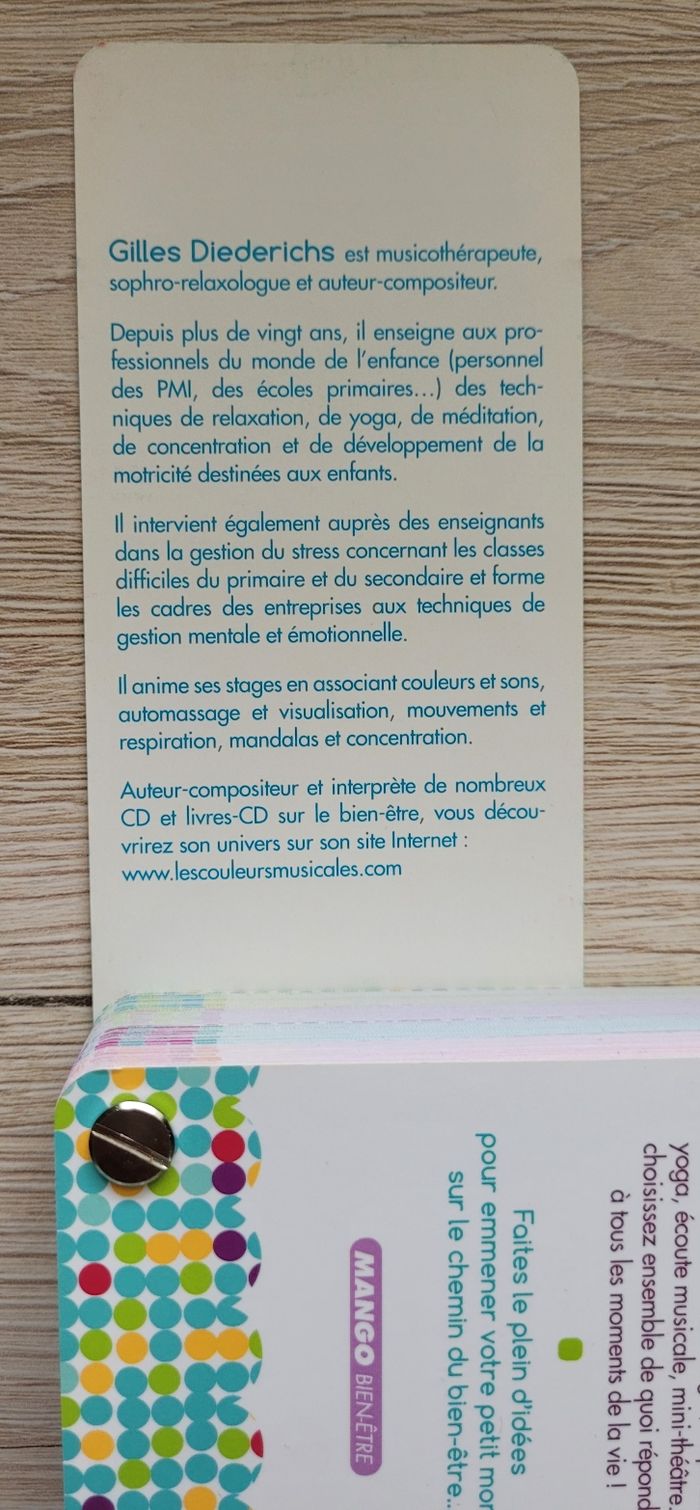 Gilles Diederichs est musicothérapeute,
sophro-relaxologue et auteur-compositeur.
Depuis plus de vingt ans, il enseigne aux pro-
fessionnels du monde de l'enfance (personnel
des PMI, des écoles primaires...) des tech-
niques de relaxation, de yoga, de méditation,
de concentration et de développement de la
motricité destinées aux enfants.
Il intervient également auprès des enseignants
dans la gestion du stress concernant les classes
difficiles du primaire et du secondaire et forme
les cadres des entreprises aux techniques de
gestion mentale et émotionnelle.
Il anime ses stages en associant couleurs et sons,
automassage et visualisation, mouvements et
respiration, mandalas et concentration.
Auteur-compositeur et interprète de nombreux
CD et livres-CD sur le bien-être, vous décou-
vrirez son univers sur son site Internet :
www.lescouleursmusicales.com
yoga, écoute musicale, mini-théâtre
choisissez ensemble de quoi répond
à tous les moments de la vie !
Faites le plein d'idées
pour emmener votre petit mo
sur le chemin du bien-être...
MANGO BIEN-ÊTRE